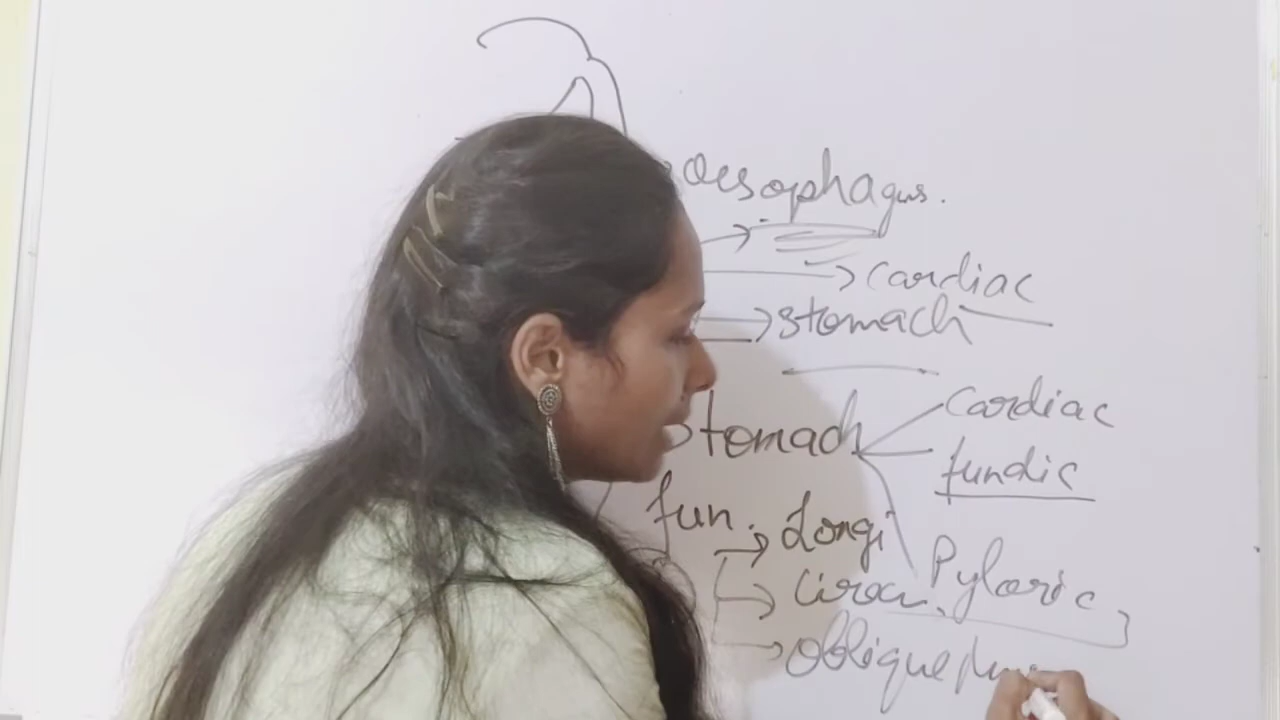 oesophagus.
cardiac
stomach
stomach
cardiac
fundic
fun. Longi
Pyloric
Circu.
oblique